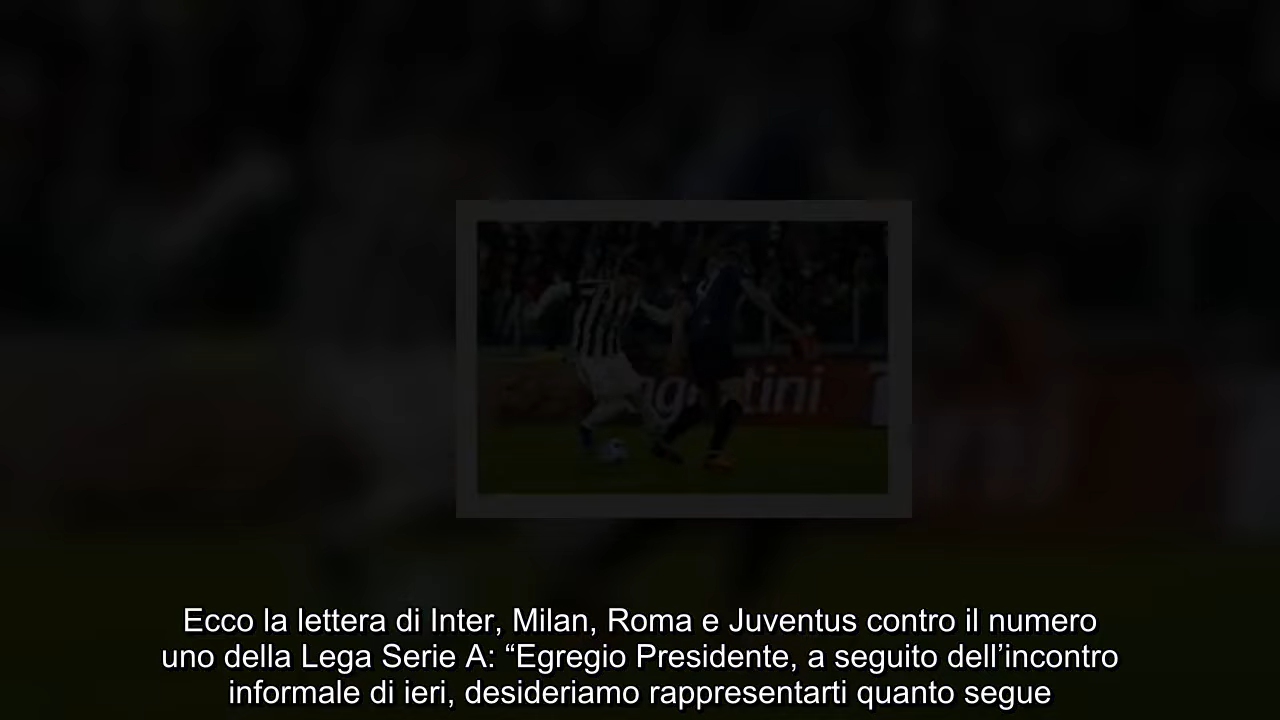 Ecco la lettera di Inter, Milan, Roma e Juventus contro il numero
uno della Lega Serie A: “Egregio Presidente, a seguito dell’incontro
informale di ieri, desideriamo rappresentarti quanto segue